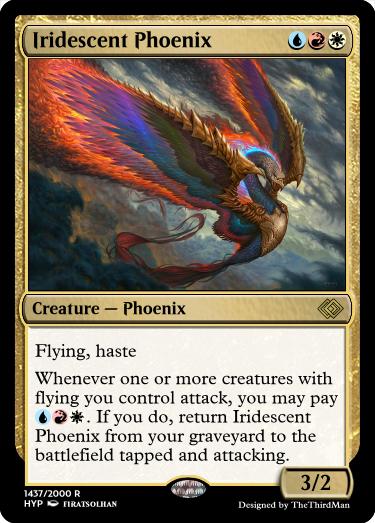 Iridescent Phoenix
Creature — Phoenix
Flying, haste
Whenever one or more creatures with
flying you control attack, you may pay
. If you do, return Iridescent
Phoenix from your graveyard to the
battlefield tapped and attacking.
3/2
1437/2000 R
HYP FIRATSOLHAN
Designed by TheThirdMan